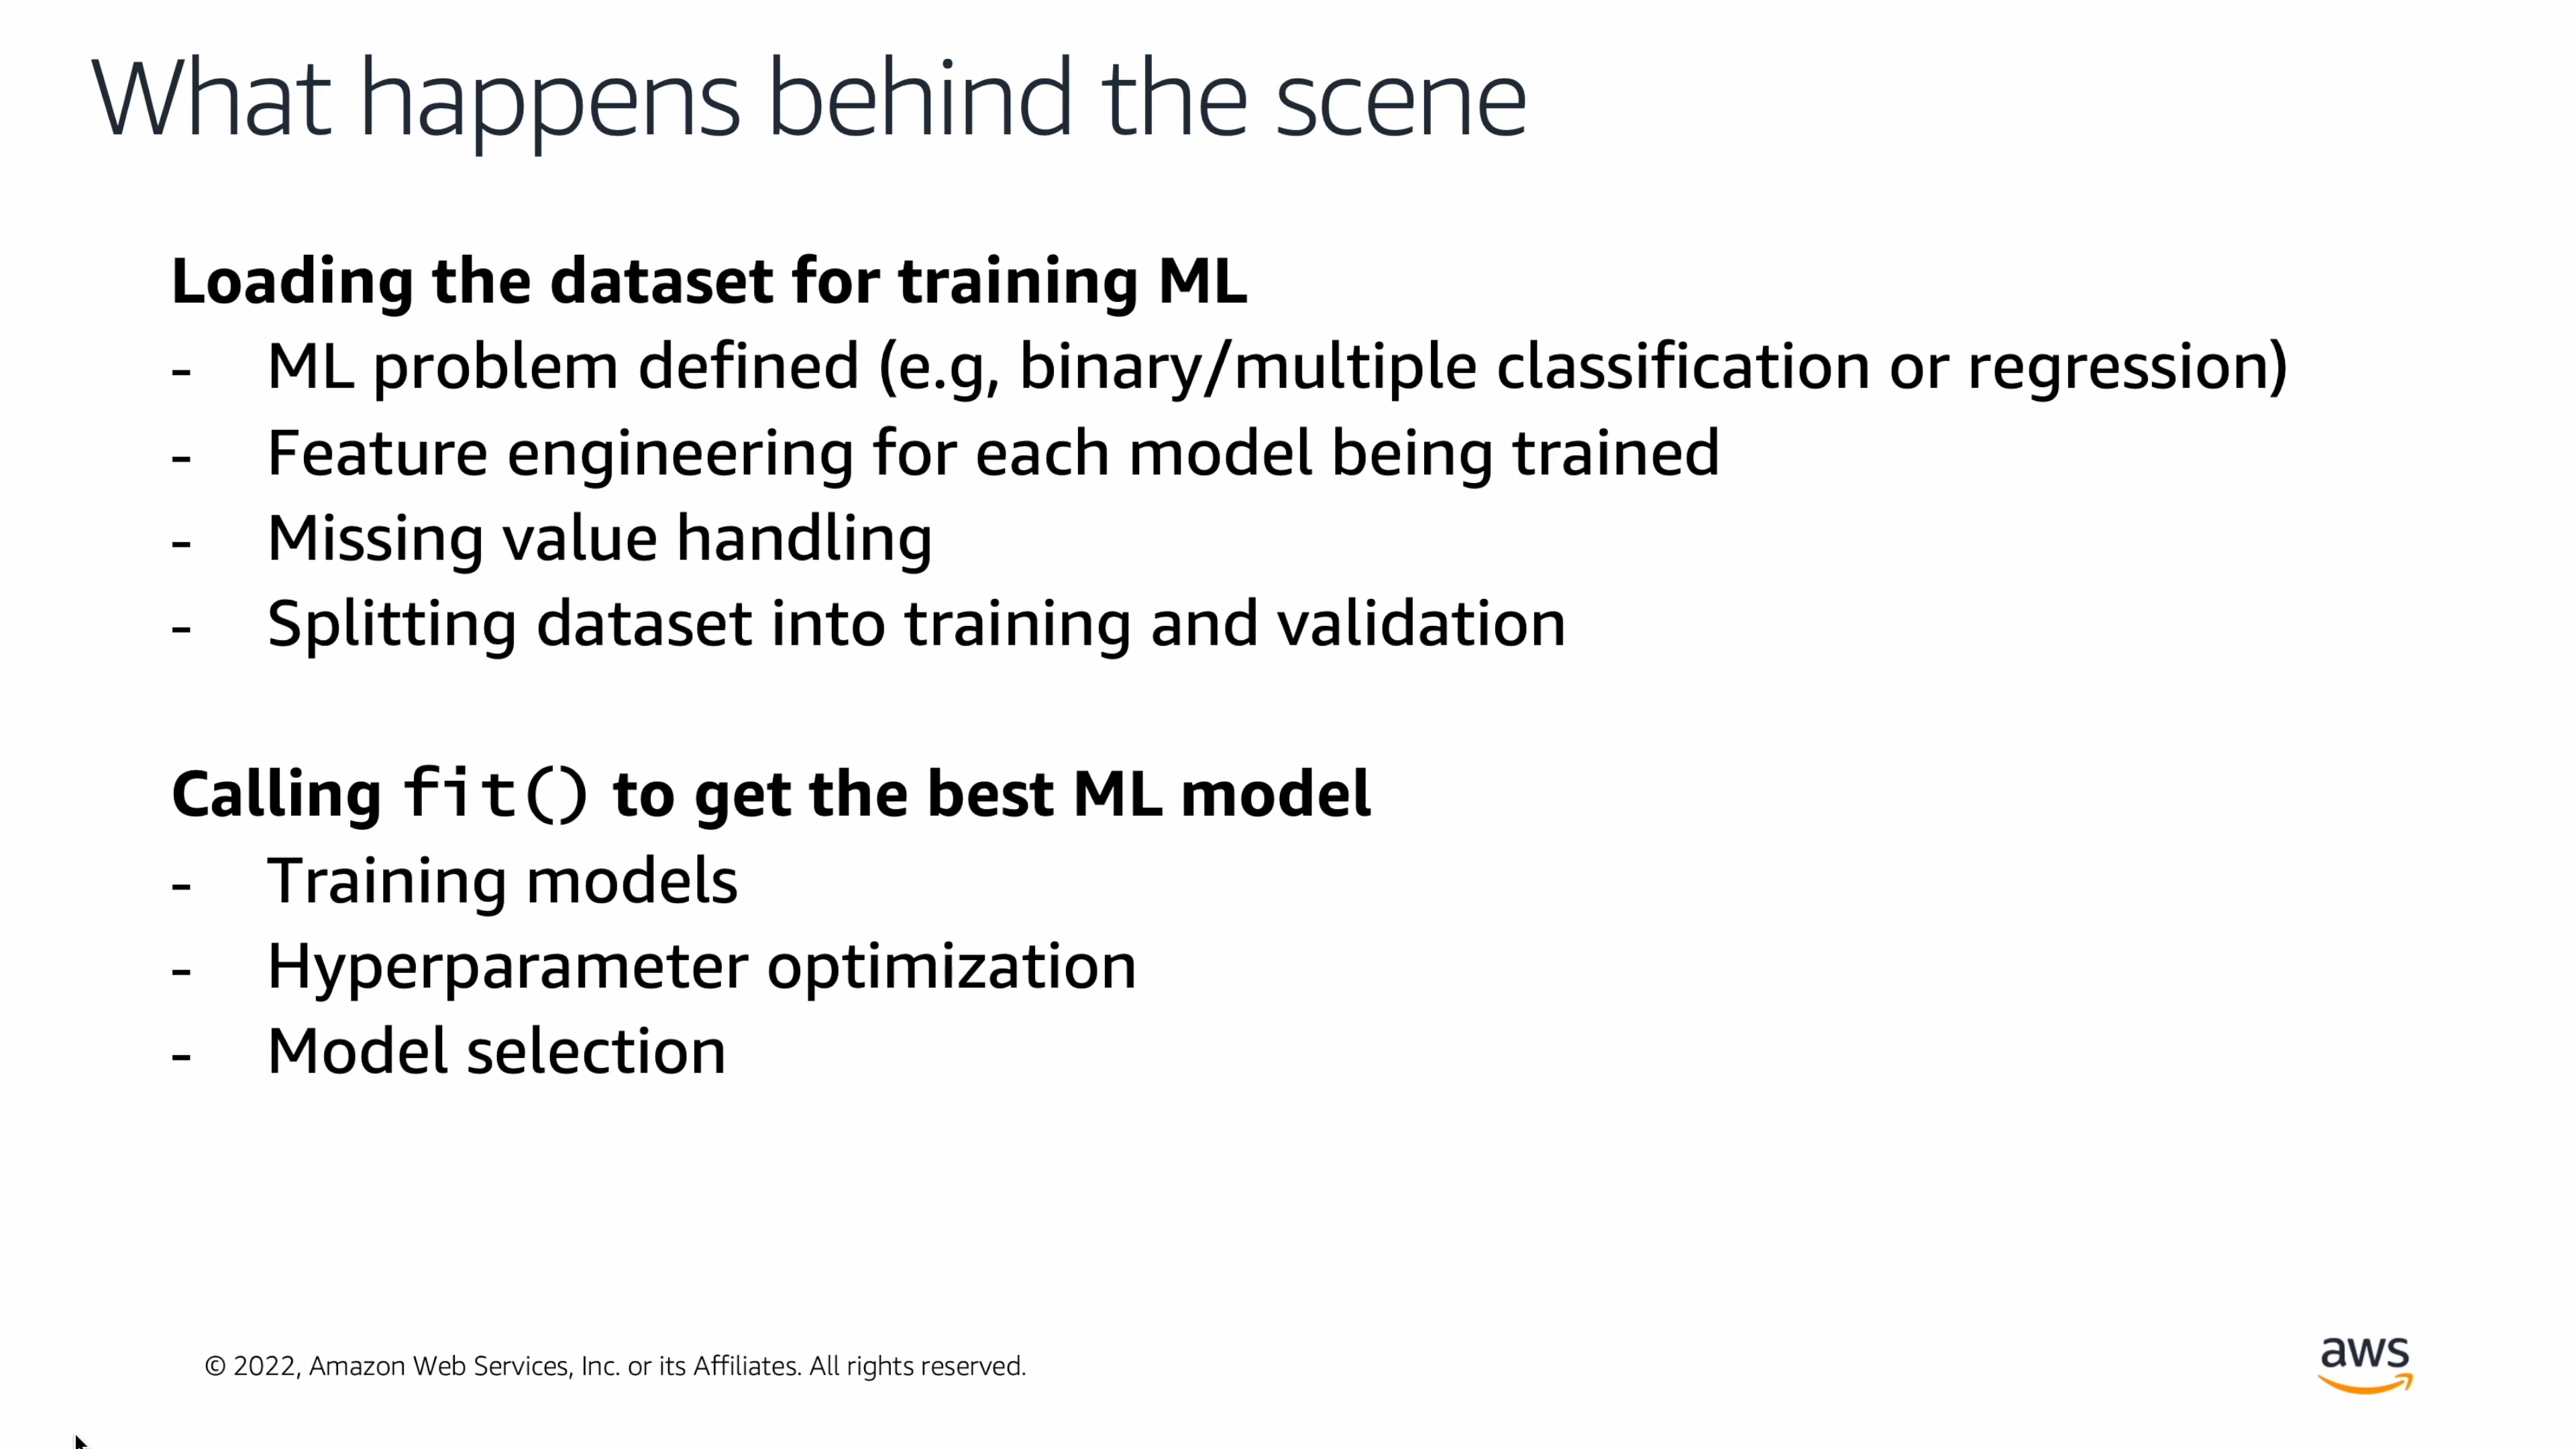 What happens behind the scene
Loading the dataset for training ML
- ML problem defined (e.g, binary/multiple classification or regression)
- Feature engineering for each model being trained
- Missing value handling
- Splitting dataset into training and validation
Calling fit() to get the best ML model
- Training models
- Hyperparameter optimization
- Model selection
© 2022, Amazon Web Services, Inc. or its Affiliates. All rights reserved.
aws